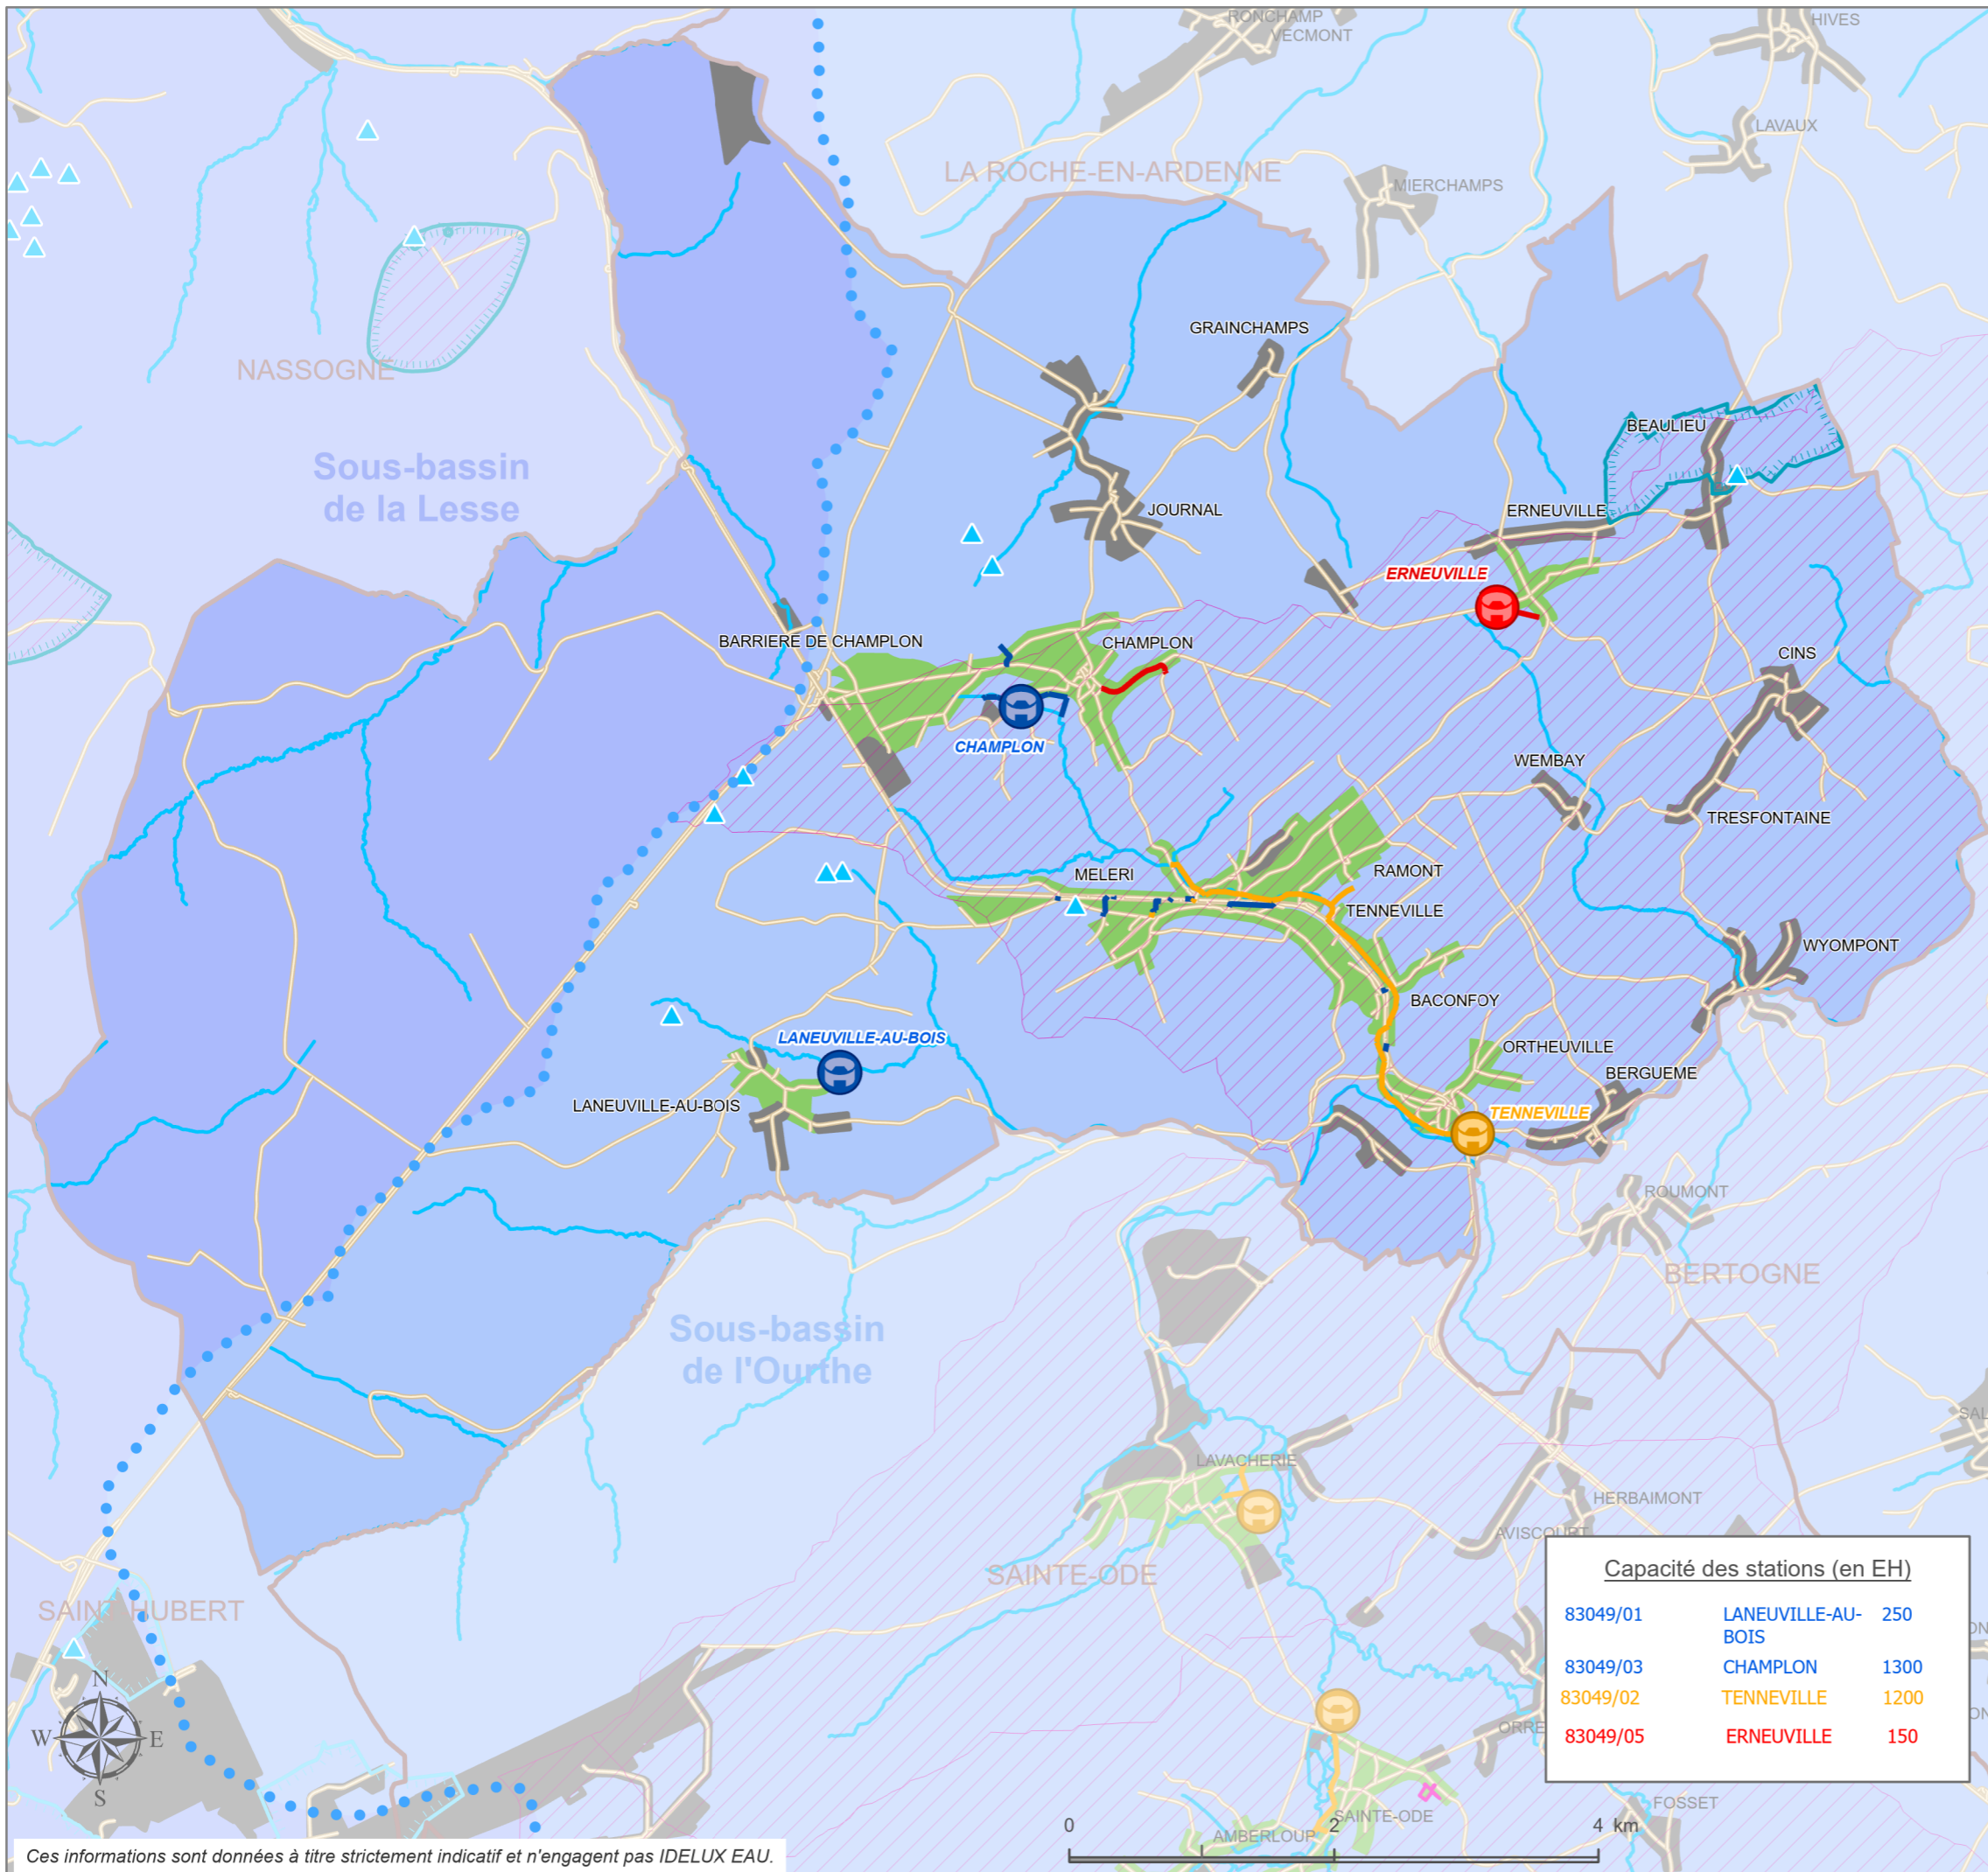 RONCHAMP
VECMONT
HIVES
LAVAUX
LA ROCHE-EN-ARDENNE
MIERCHAMPS
GRAINCHAMPS
NASSOGNE
BEAULIEU
Sous-bassin
de la Lesse
JOURNAL
ERNEUVILLE
ERNEUVILLE
BARRIERE DE CHAMPLON
CHAMPLON
CINS
CHAMPLON
WEMBAY
TRESFONTAINE
MELERI
RAMONT
TENNEVILLE
WYOMPONT
BACONFOY
LANEUVILLE-AU-BOIS
ORTHEUVILLE
BERGUEME
LANEUVILLE-AU-BOIS
TENNEVILLE
ROUMONT
BERTOGNE
Sous-bassin
de l'Ourthe
SAL
LAVACHERIE
HERBAIMONT
AVISCOURT
SAINTE-ODE
SAINT-HUBERT
Capacité des stations (en EH)
83049/01 LANEUVILLE-AU- 250
BOIS
83049/03 CHAMPLON 1300
83049/02 TENNEVILLE 1200
83049/05 ERNEUVILLE 150
ON
ON
ORRE
N
W E
S
FOSSET
SAINTE-ODE
AMBERLOUP
0 2 4 km
Ces informations sont données à titre strictement indicatif et n'engagent pas IDELUX EAU.